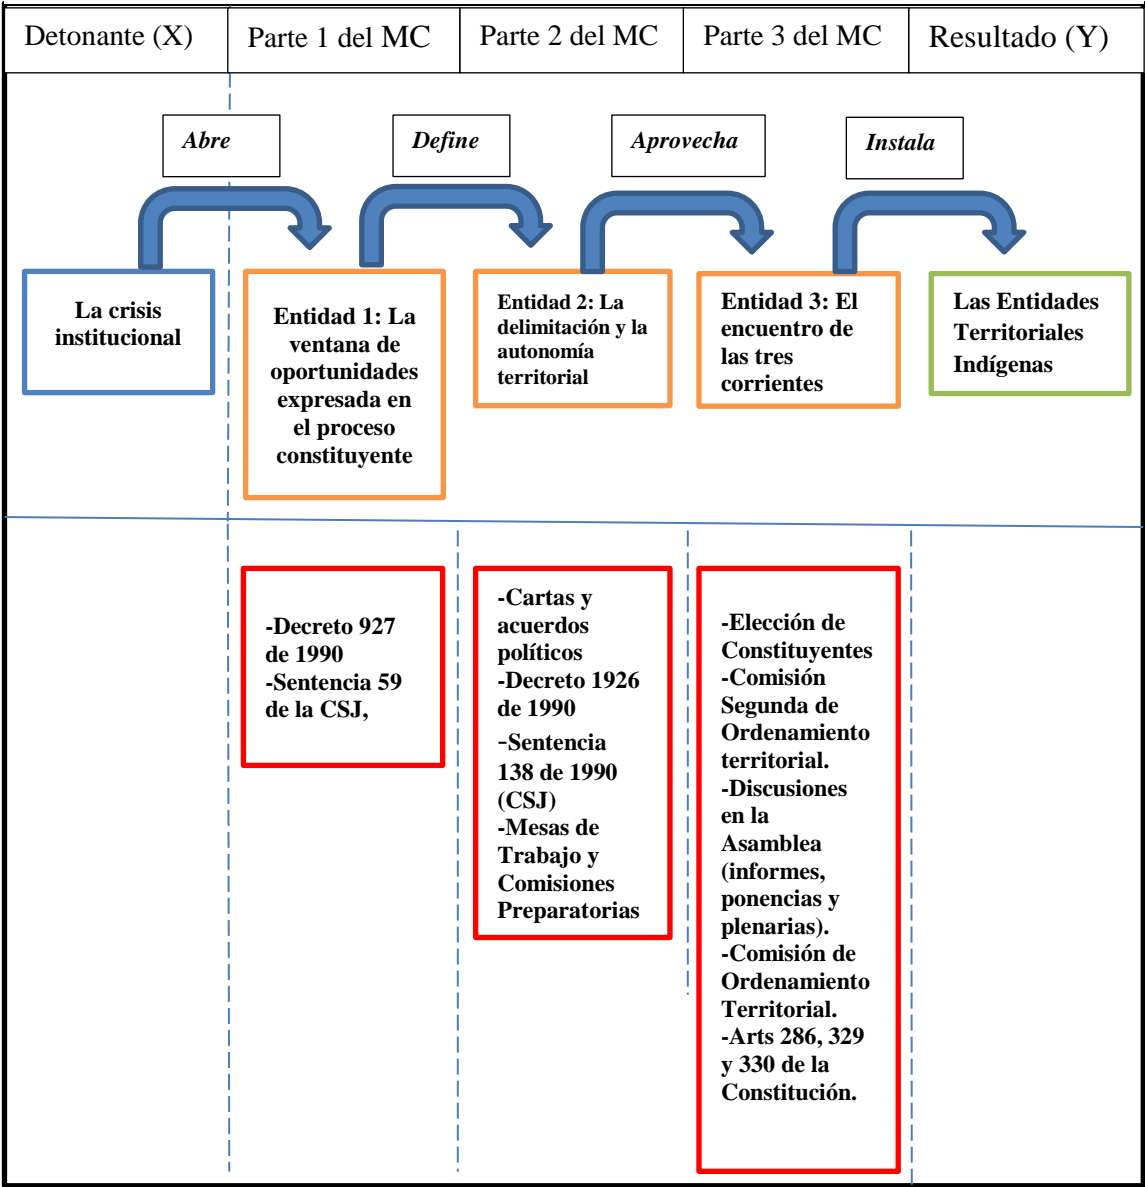 Detonante (X)
Parte 1 del MC
Parte 2 del MC
Parte 3 del MC
Resultado (Y)
Abre
Define
Aprovecha
Instala
La crisis
institucional
Entidad 1: La
ventana de
oportunidades
expresada en
el proceso
constituyente
Entidad 2: La
delimitación y la
autonomía
territorial
Entidad 3: El
encuentro de
las tres
corrientes
Las Entidades
Territoriales
Indígenas
-Decreto 927
de 1990
-Sentencia 59
de la CSJ,
-Cartas y
acuerdos
políticos
-Decreto 1926
de 1990
-Sentencia
138 de 1990
(CSJ)
-Mesas de
Trabajo y
Comisiones
Preparatorias
-Elección de
Constituyentes
-Comisión
Segunda de
Ordenamiento
territorial.
-Discusiones
en la
Asamblea
(informes,
ponencias y
plenarias).
-Comisión de
Ordenamiento
Territorial.
-Arts 286, 329
y 330 de la
Constitución.